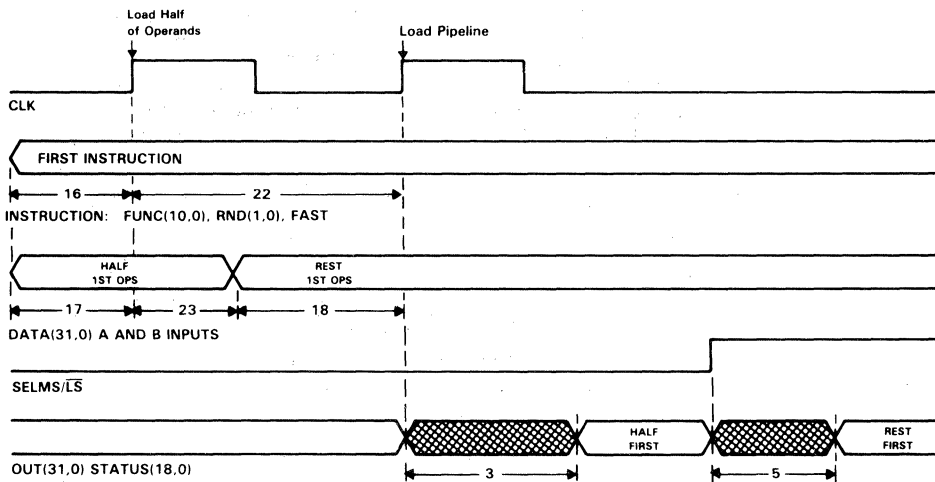 Load Half
of Operands
Load Pipeline
CLK
FIRST INSTRUCTION
16
22
INSTRUCTION: FUNC(10,0), RND(1,0), FAST
HALF
1ST OPS
REST
1ST OPS
17
23
18
DATA(31,0) A AND B INPUTS
SELMS/LS
HALF
FIRST
REST
FIRST
OUT(31,0) STATUS(18,0)
3
5